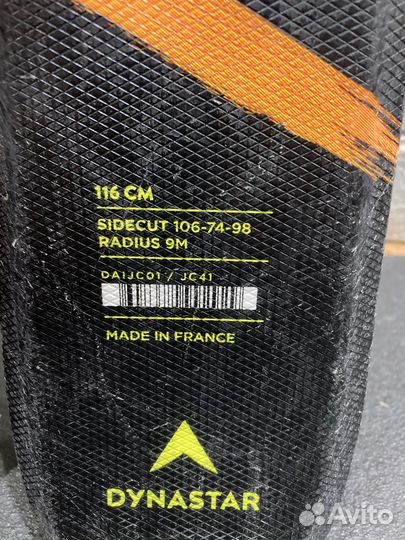 116 CM
SIDECUT 106-74-98
RADIUS 9M
DAIJC01 / JC41
MADE IN FRANCE
DYNASTAR
Avito